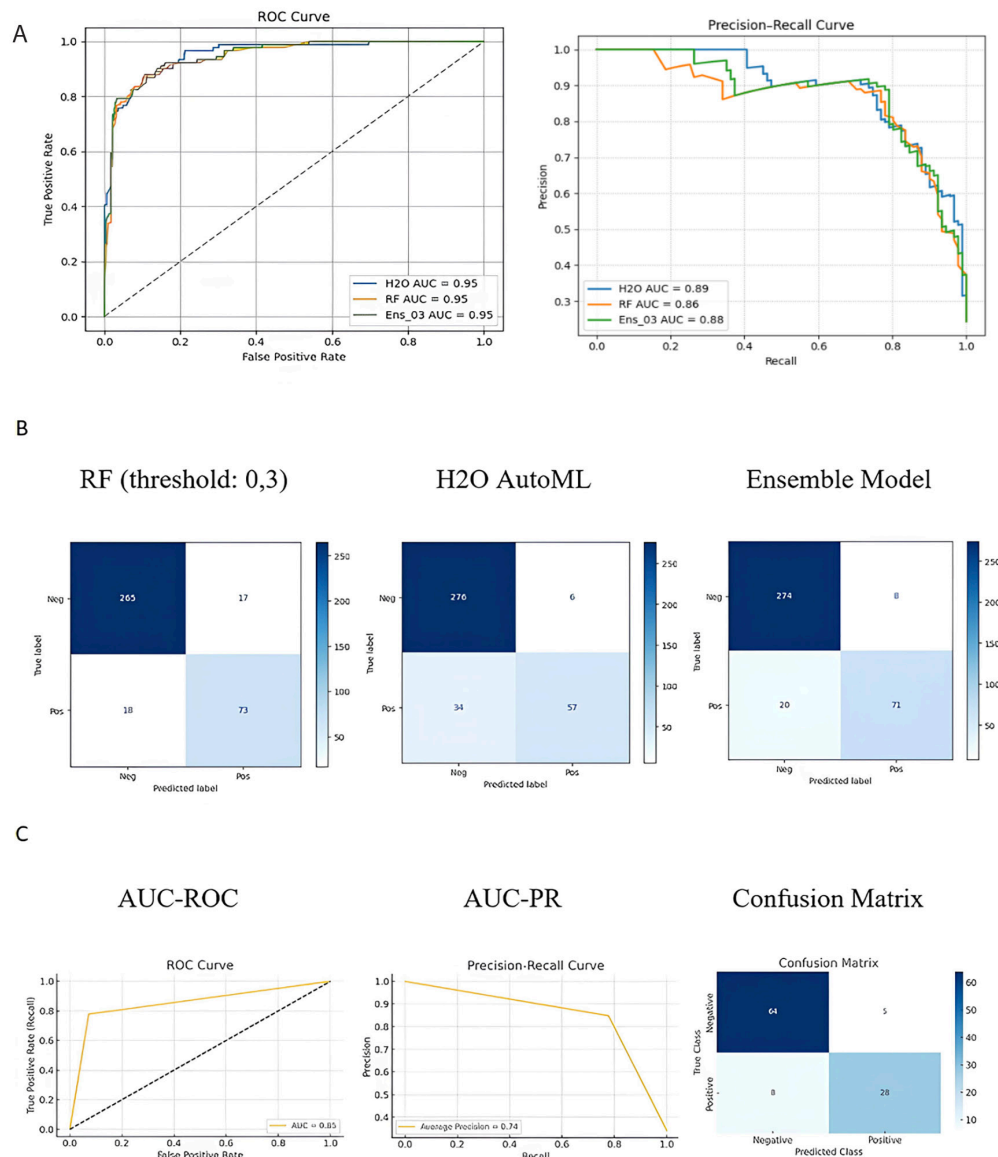 A
ROC Curve
True Positive Rate
1.0
0.8
0.6
0.4
0.2
0.0
H2O AUC = 0.95
RF AUC = 0.95
Ens_03 AUC = 0.95
0.0 0.2 0.4 0.6 0.8 1.0
False Positive Rate
Precision–Recall Curve
Precision
1.0
0.9
0.8
0.7
0.6
0.5
0.4
0.3
H2O AUC = 0.89
RF AUC = 0.86
Ens_03 AUC = 0.88
0.0 0.2 0.4 0.6 0.8 1.0
Recall
B
RF (threshold: 0,3)
True label
Neg
Pos
265 17
18 73
Neg Pos
Predicted label
250
200
150
100
50
H2O AutoML
True label
Neg
Pos
276 6
34 57
Neg Pos
Predicted label
250
200
150
100
50
Ensemble Model
True label
Neg
Pos
274 8
20 71
Neg Pos
Predicted label
250
200
150
100
50
C
AUC-ROC
ROC Curve
True Positive Rate (Recall)
1.0
0.8
0.6
0.4
0.2
0.0
AUC = 0.85
0.0 0.2 0.4 0.6 0.8 1.0
False Positive Rate
AUC-PR
Precision-Recall Curve
Precision
1.0
0.9
0.8
0.7
0.6
0.5
0.4
Average Precision = 0.74
0.0 0.2 0.4 0.6 0.8 1.0
Recall
Confusion Matrix
Confusion Matrix
True Class
Negative
Positive
64 5
8 28
Negative Positive
Predicted Class
60
50
40
30
20
10